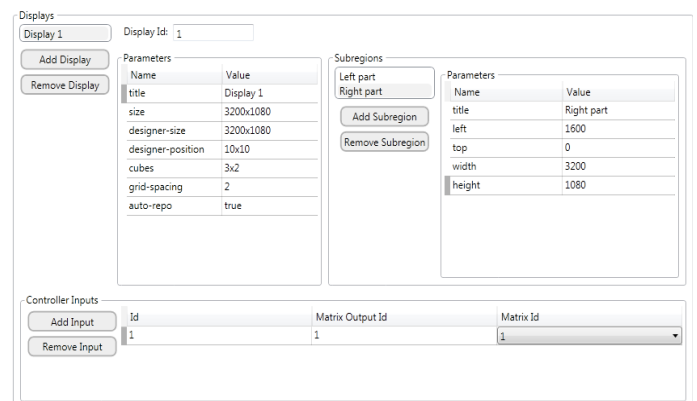 Displays
Display 1
Display Id: 1
Add Display
Remove Display
Parameters
Name Value
title Display 1
size 3200x1080
designer-size 3200x1080
designer-position 10x10
cubes 3x2
grid-spacing 2
auto-repo true
Subregions
Left part
Right part
Add Subregion
Remove Subregion
Parameters
Name Value
title Right part
left 1600
top 0
width 3200
height 1080
Controller Inputs
Add Input
Remove Input
Id Matrix Output Id Matrix Id
1 1 1